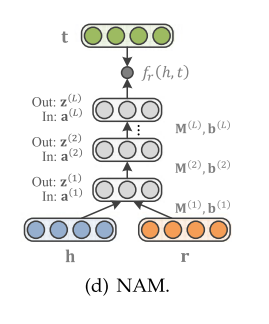 t
f_r(h, t)
Out: z^(L)
In: a^(L)
M^(L), b^(L)
Out: z^(2)
In: a^(2)
M^(2), b^(2)
Out: z^(1)
In: a^(1)
M^(1), b^(1)
h r
(d) NAM.